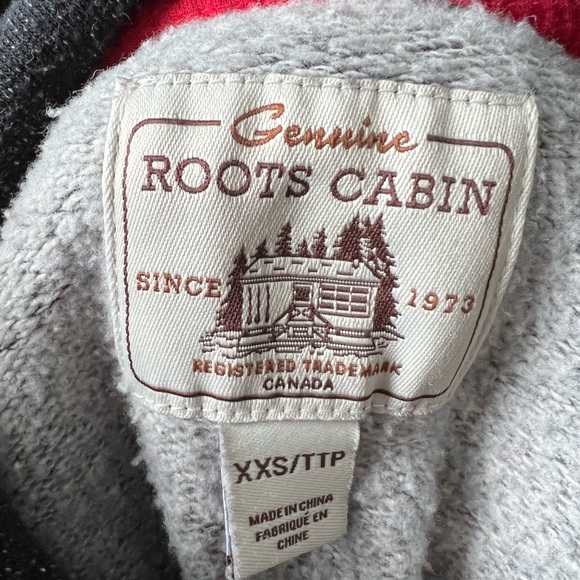 Genuine
ROOTS CABIN
SINCE 1973
REGISTERED TRADEMARK
CANADA
XXS/TTP
MADE IN CHINA
FABRIQUÉ EN
CHINE